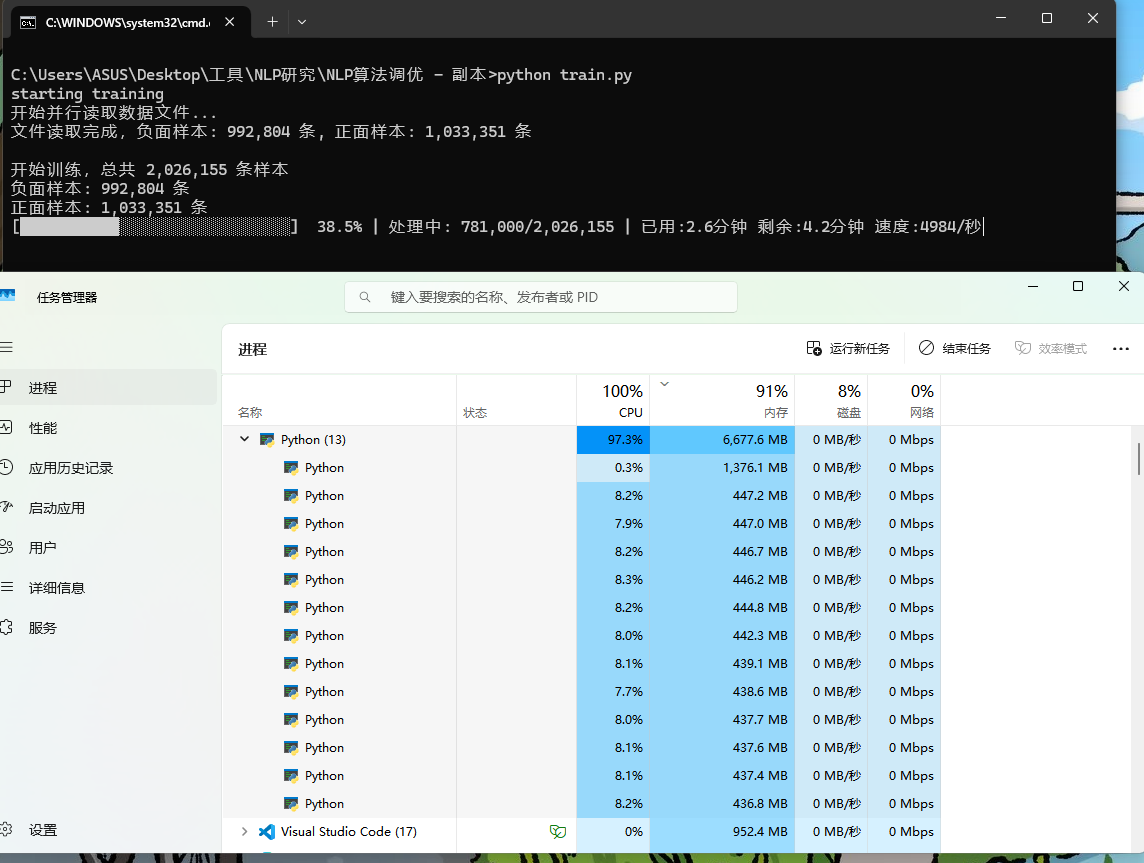 C:\WINDOWS\system32\cmd.
C:\Users\ASUS\Desktop\工具\NLP研究\NLP算法调优 - 副本>python train.py
starting training
开始并行读取数据文件...
文件读取完成, 负面样本: 992,804 条, 正面样本: 1,033,351 条
开始训练, 总共 2,026,155 条样本
负面样本: 992,804 条
正面样本: 1,033,351 条
[ ] 38.5% | 处理中: 781,000/2,026,155 | 已用:2.6分钟 剩余:4.2分钟 速度:4984/秒
任务管理器
键入要搜索的名称、发布者或 PID
进程
运行新任务
结束任务
效率模式
进程
性能
应用历史记录
启动应用
用户
详细信息
服务
设置
100% 91% 8% 0%
名称 状态 CPU 内存 磁盘 网络
Python (13) 97.3% 6,677.6 MB 0 MB/秒 0 Mbps
Python 0.3% 1,376.1 MB 0 MB/秒 0 Mbps
Python 8.2% 447.2 MB 0 MB/秒 0 Mbps
Python 7.9% 447.0 MB 0 MB/秒 0 Mbps
Python 8.2% 446.7 MB 0 MB/秒 0 Mbps
Python 8.3% 446.2 MB 0 MB/秒 0 Mbps
Python 8.2% 444.8 MB 0 MB/秒 0 Mbps
Python 8.0% 442.3 MB 0 MB/秒 0 Mbps
Python 8.1% 439.1 MB 0 MB/秒 0 Mbps
Python 7.7% 438.6 MB 0 MB/秒 0 Mbps
Python 8.0% 437.7 MB 0 MB/秒 0 Mbps
Python 8.1% 437.6 MB 0 MB/秒 0 Mbps
Python 8.1% 437.4 MB 0 MB/秒 0 Mbps
Python 8.2% 436.8 MB 0 MB/秒 0 Mbps
Visual Studio Code (17) 0% 952.4 MB 0 MB/秒 0 Mbps